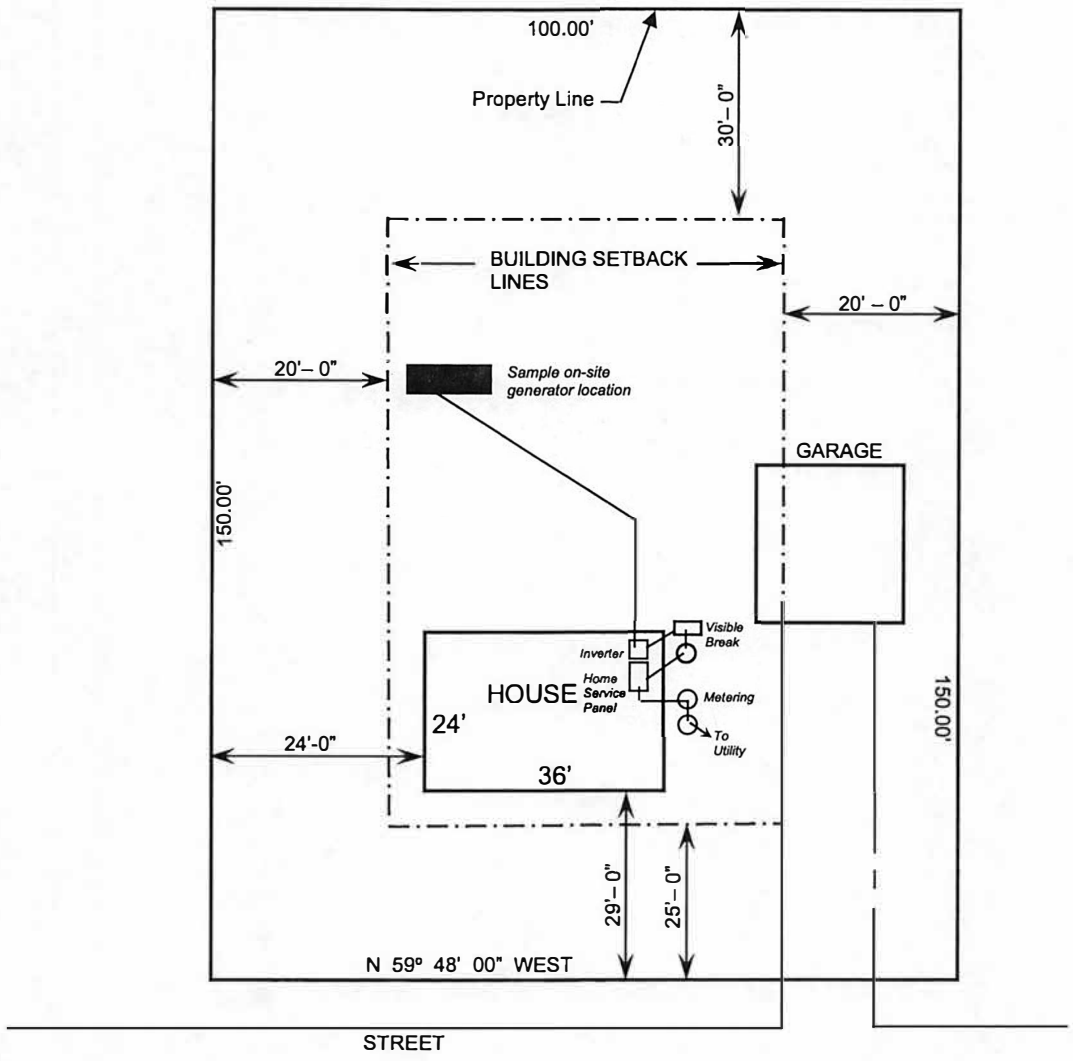 100.00'
Property Line
30'- 0"
BUILDING SETBACK
LINES
20' – 0"
20'– 0"
Sample on-site
generator location
GARAGE
150.00'
Visible
Break
Inverter
HOUSE
Home
Service
Panel
Metering
150.00'
24'
To
Utility
24'-0"
36'
29'– 0"
25'– 0"
N 59º 48' 00" WEST
STREET